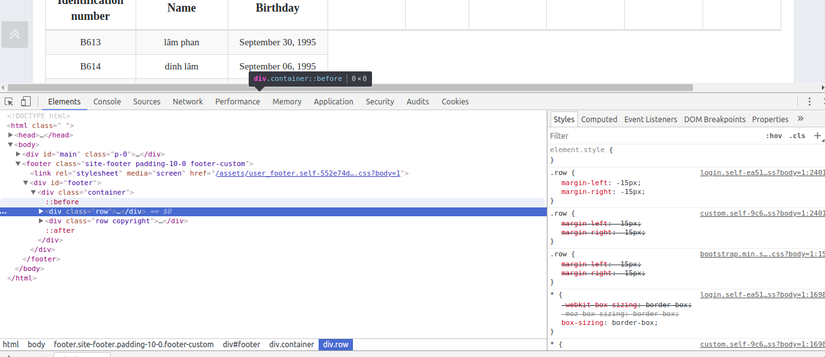 Identification
number
Name
Birthday
B613
lâm phan
September 30, 1995
B614
dinh lâm
September 06, 1995
div.container::before | 0 × 0
Elements Console Sources Network Performance Memory Application Security Audits Cookies
<!DOCTYPE html>
<html class=" ">
▶<head>…</head>
▼<body>
▶<div id="main" class="p-0">…</div>
▼<footer class="site-footer padding-10-0 footer-custom">
<link rel="stylesheet" media="screen" href="/assets/user_footer.self-552e74d….css?body=1">
▼<div id="footer">
▼<div class="container">
::before
… ▶<div class="row">…</div> == $0
▶<div class="row copyright">…</div>
::after
</div>
</div>
</footer>
</body>
</html>
html body footer.site-footer.padding-10-0.footer-custom div#footer div.container div.row
Styles Computed Event Listeners DOM Breakpoints Properties »
Filter :hov .cls +
element.style {
}
.row { login.self-ea51…ss?body=1:2401
margin-left: -15px;
margin-right: -15px;
}
.row { custom.self-9c6…ss?body=1:2401
margin-left: -15px;
margin-right: -15px;
}
.row { bootstrap.min.s….css?body=1:15
margin-left: -15px;
margin-right: -15px;
}
* { login.self-ea51…ss?body=1:1698
-webkit-box-sizing: border-box;
-moz-box-sizing: border-box;
box-sizing: border-box;
}
* { custom.self-9c6…ss?body=1:1698